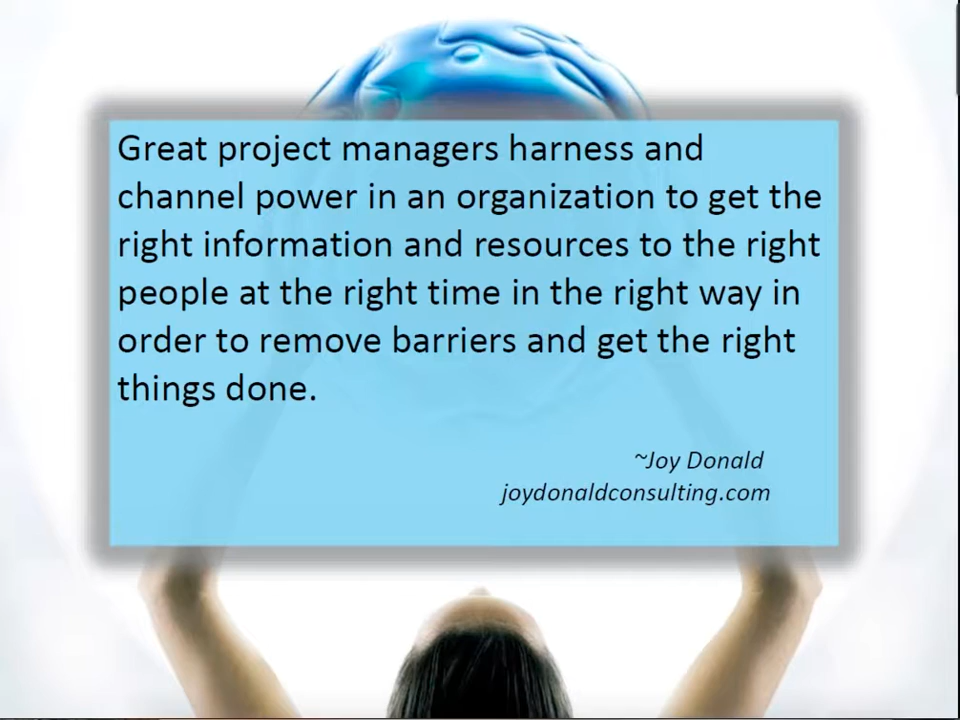 Great project managers harness and
channel power in an organization to get the
right information and resources to the right
people at the right time in the right way in
order to remove barriers and get the right
things done.
~Joy Donald
joydonaldconsulting.com